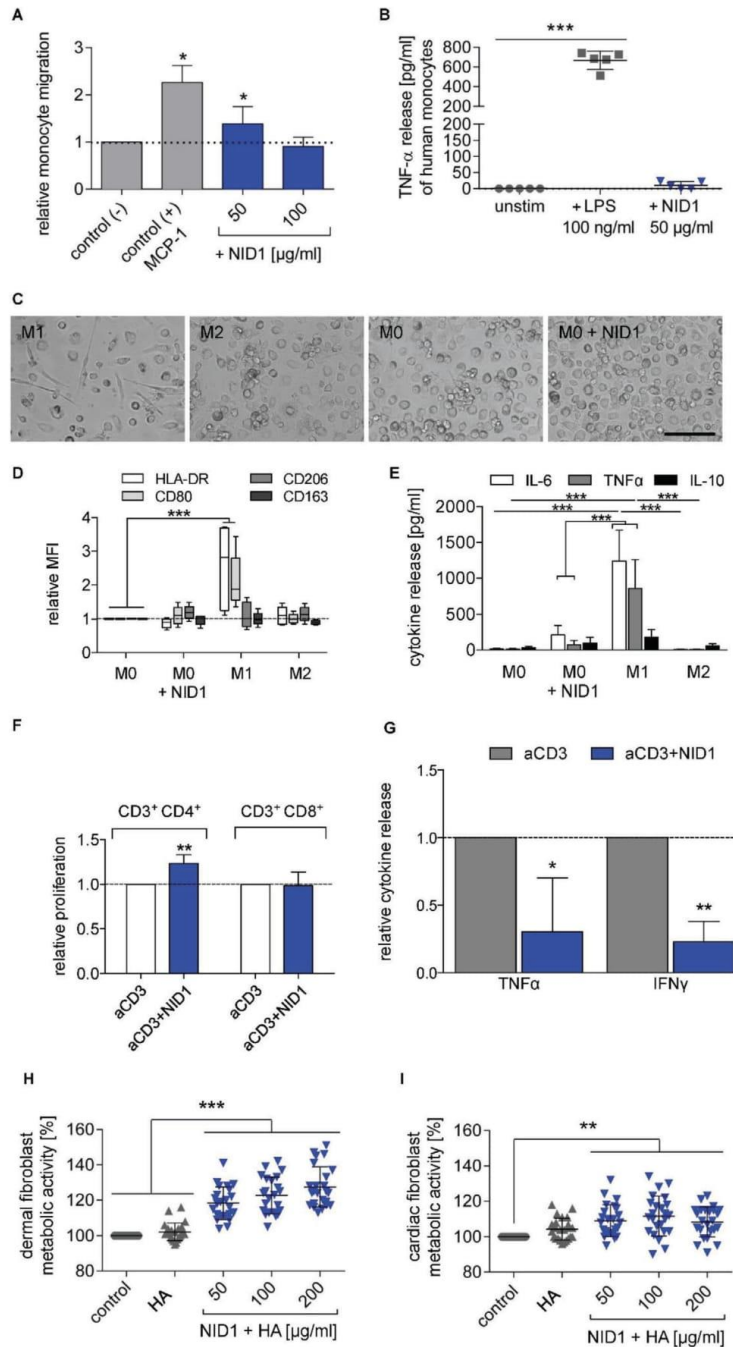 A
relative monocyte migration
4
3
2
1
0
*
*
control (-)
control (+)
MCP-1
50
100
+ NID1 [µg/ml]
B
TNF-α release [pg/ml]
of human monocytes
***
800
600
400
200
50
25
0
unstim
+ LPS
100 ng/ml
+ NID1
50 µg/ml
C
M1
M2
M0
M0 + NID1
D
HLA-DR
CD80
CD206
CD163
relative MFI
4
3
2
1
0
***
M0
M0
+ NID1
M1
M2
E
IL-6
TNFα
IL-10
cytokine release [pg/ml]
2000
1500
1000
500
0
***
***
***
***
***
M0
M0
+ NID1
M1
M2
F
relative proliferation
1.5
1.0
0.5
0.0
CD3⁺ CD4⁺
CD3⁺ CD8⁺
**
aCD3
aCD3+NID1
aCD3
aCD3+NID1
G
aCD3
aCD3+NID1
relative cytokine release
1.5
1.0
0.5
0.0
*
**
TNFα
IFNγ
H
dermal fibroblast
metabolic activity [%]
160
140
120
100
80
***
control
HA
50
100
200
NID1 + HA [µg/ml]
I
cardiac fibroblast
metabolic activity [%]
160
140
120
100
80
**
control
HA
50
100
200
NID1 + HA [µg/ml]